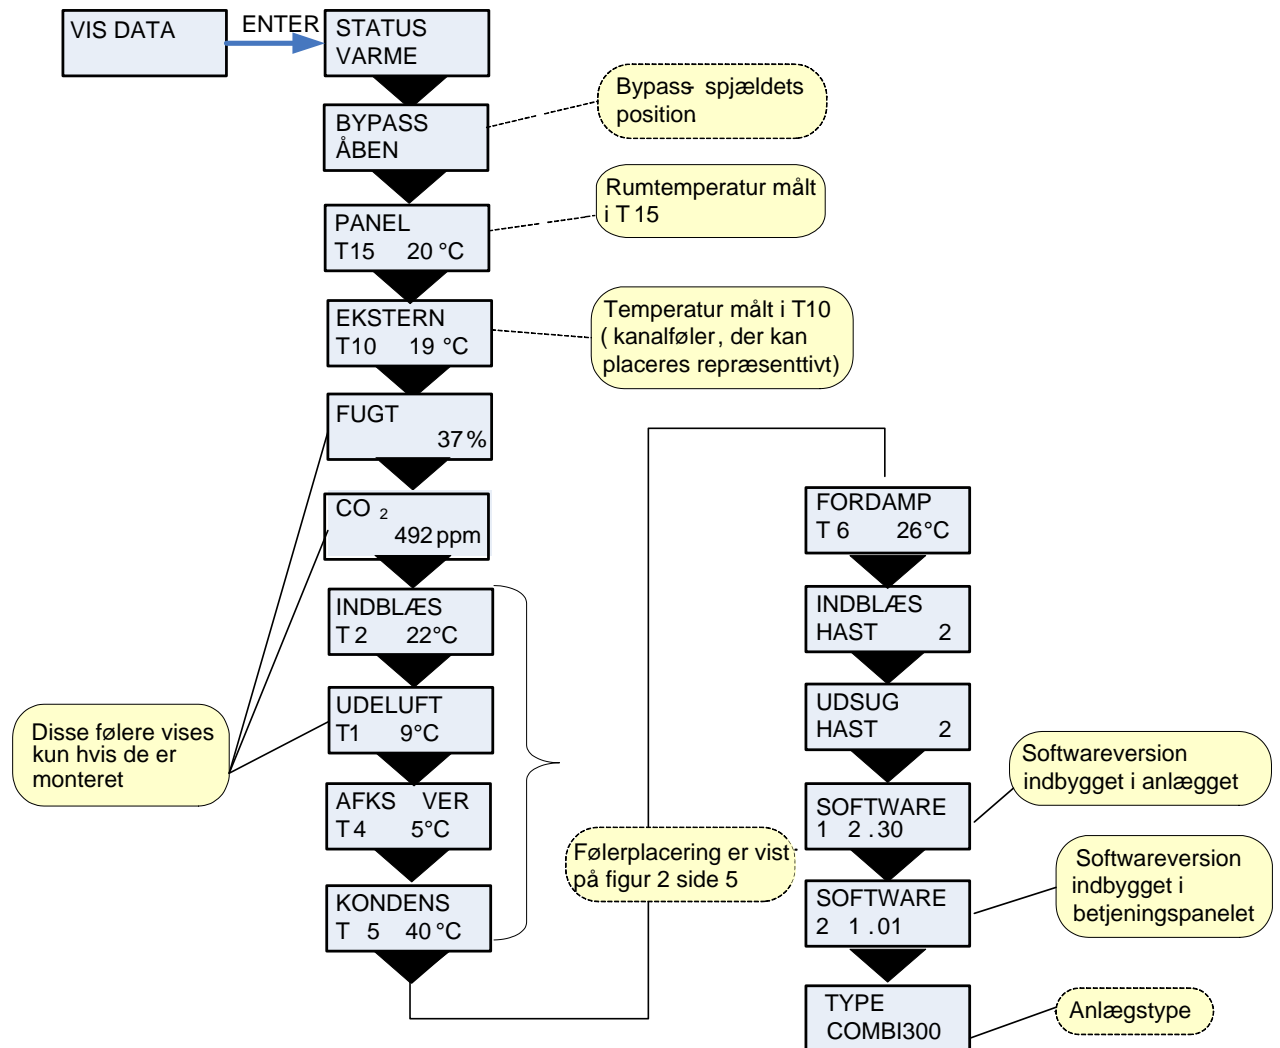 VIS DATA
ENTER
STATUS
VARME
BYPASS
ÅBEN
Bypass- spjældets
position
PANEL
T15 20 °C
Rumtemperatur målt
i T 15
EKSTERN
T10 19 °C
Temperatur målt i T10
( kanalføler, der kan
placeres repræsenttivt)
FUGT
37 %
CO 2
492 ppm
INDBLÆS
T 2 22°C
UDELUFT
T1 9°C
AFKS VER
T 4 5°C
KONDENS
T 5 40 °C
Disse følere vises
kun hvis de er
monteret
Følerplacering er vist
på figur 2 side 5
FORDAMP
T 6 26°C
INDBLÆS
HAST 2
UDSUG
HAST 2
SOFTWARE
1 2 .30
Softwareversion
indbygget i anlægget
SOFTWARE
2 1 .01
Softwareversion
indbygget i
betjeningspanelet
TYPE
COMBI300
Anlægstype